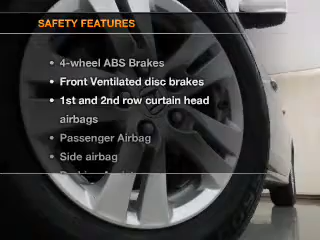 SAFETY FEATURES
4-wheel ABS Brakes
Front Ventilated disc brakes
1st and 2nd row curtain head
airbags
Passenger Airbag
Side airbag